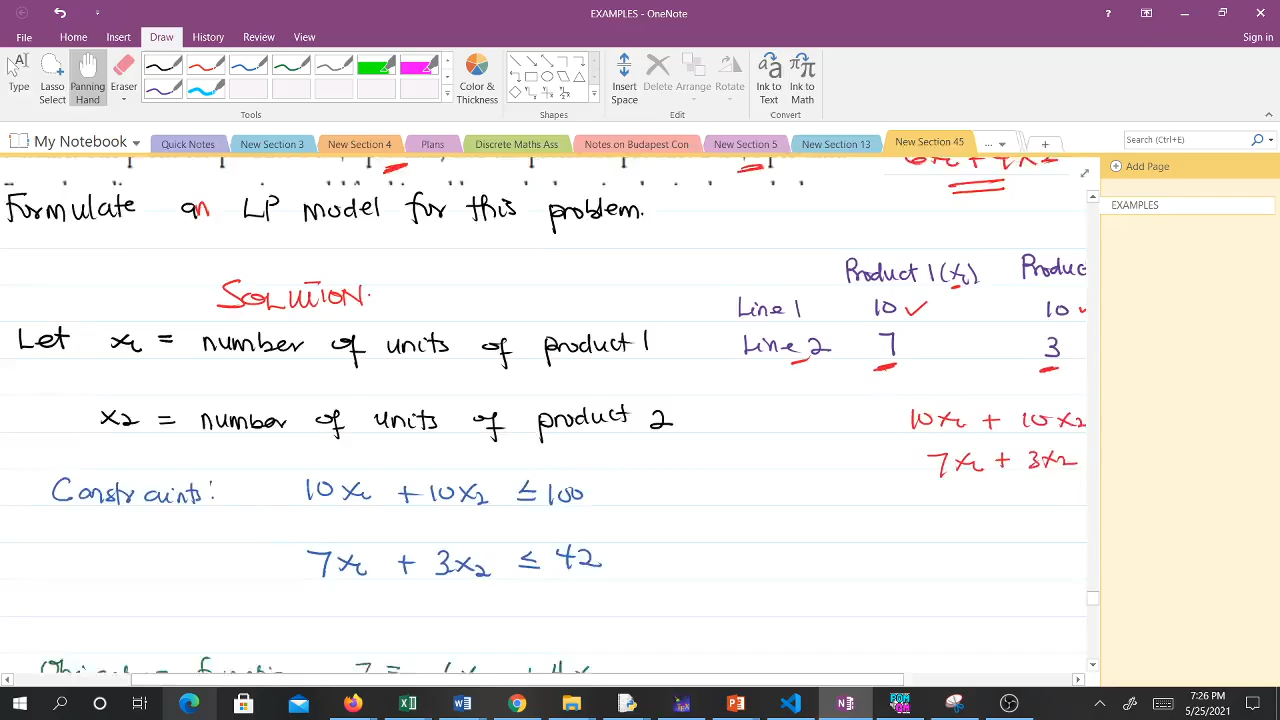 EXAMPLES - OneNote
Sign in
File Home Insert Draw History Review View
Type
Lasso Select
Panning Hand
Eraser
Color & Thickness
Insert Space
Delete
Arrange
Rotate
Ink to Text
Ink to Math
Tools
Shapes
Edit
Convert
My Notebook
Quick Notes
New Section 3
New Section 4
Plans
Discrete Maths Ass
Notes on Budapest Con
New Section 5
New Section 13
New Section 45
Search (Ctrl+E)
Add Page
EXAMPLES
Formulate an LP model for this problem.
SOLUTION.
Product 1 (x1) Produc
Line 1 10 ✓ 10
Line 2 7 3
Let x1 = number of units of product 1
x2 = number of units of product 2
10x1 + 10x2
7x1 + 3x2
Constraints: 10x1 + 10x2 ≤ 100
7x1 + 3x2 ≤ 42
7:26 PM
5/25/2021